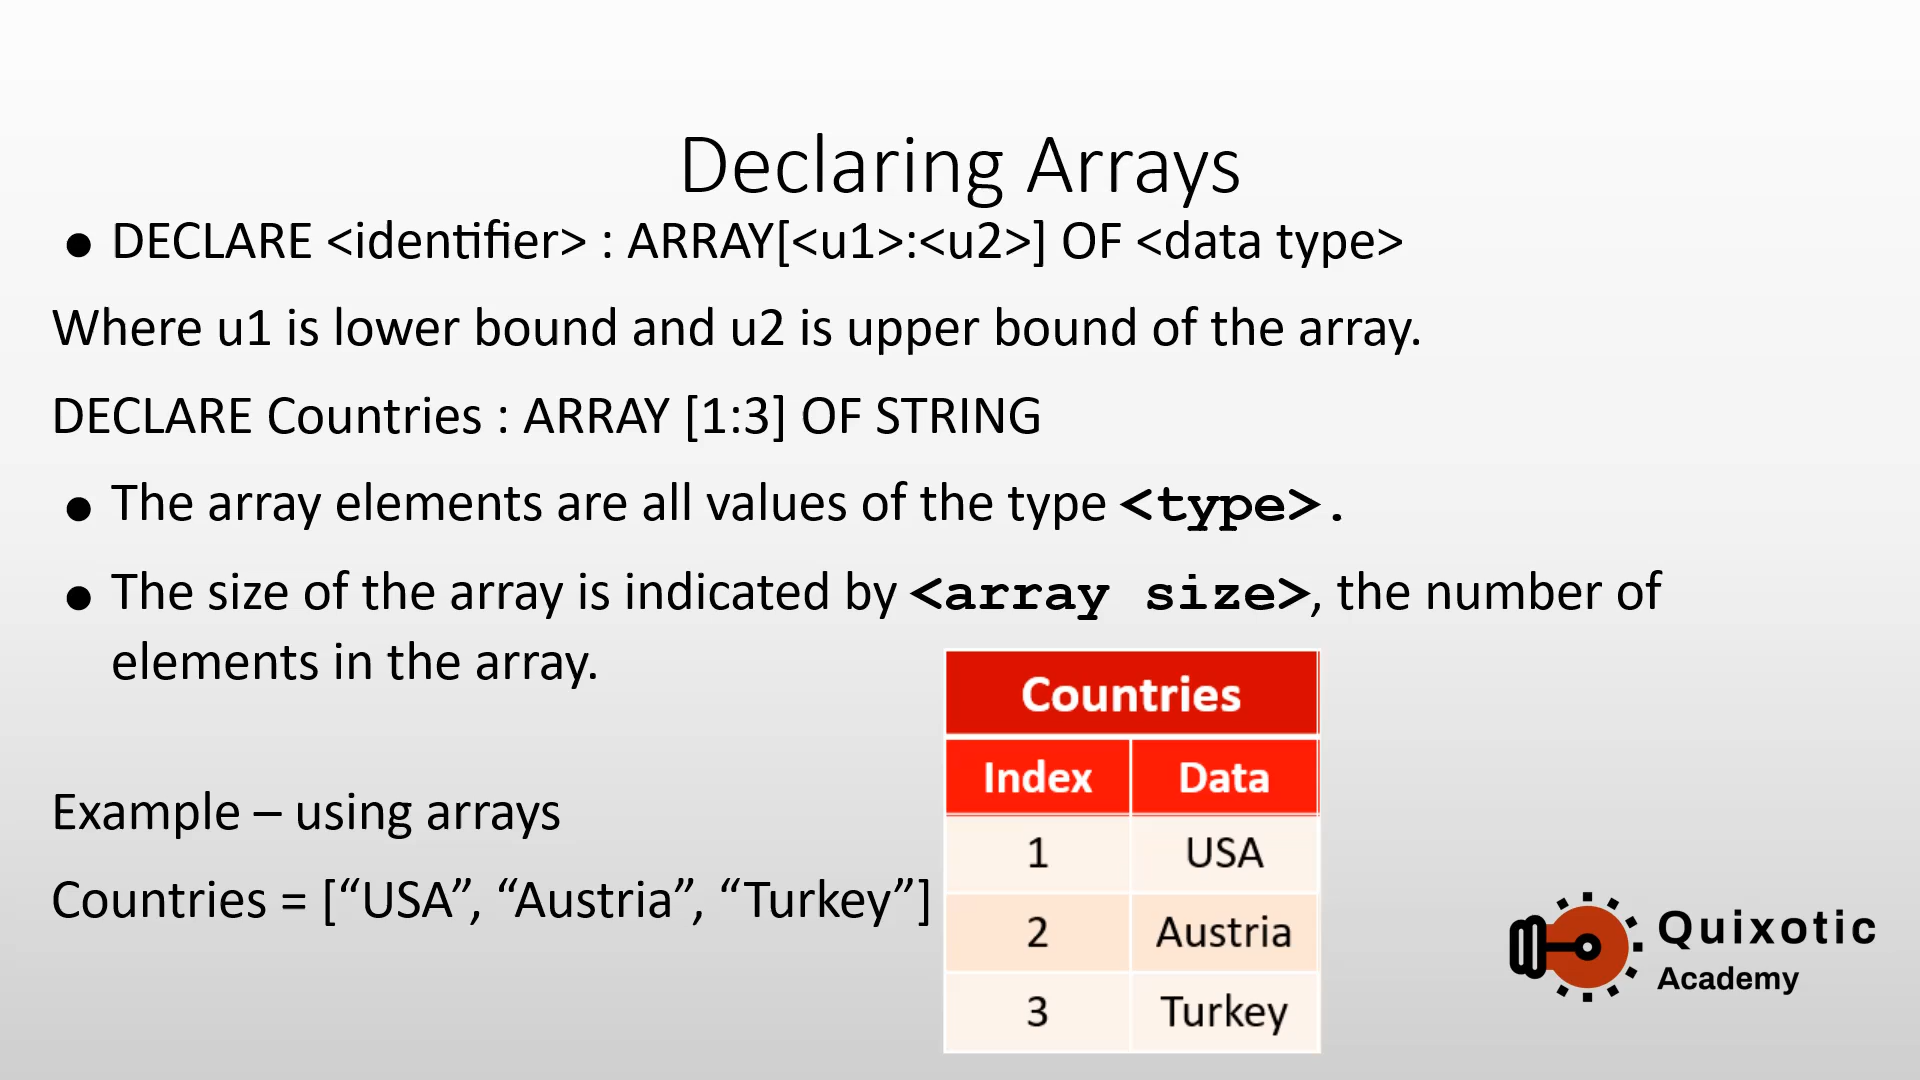 Declaring Arrays
● DECLARE <identifier> : ARRAY[<u1>:<u2>] OF <data type>
Where u1 is lower bound and u2 is upper bound of the array.
DECLARE Countries : ARRAY [1:3] OF STRING
● The array elements are all values of the type <type>.
● The size of the array is indicated by <array size>, the number of
elements in the array.
Example – using arrays
Countries = [“USA”, “Austria”, “Turkey”]
Countries
Index Data
1 USA
2 Austria
3 Turkey
Quixotic
Academy